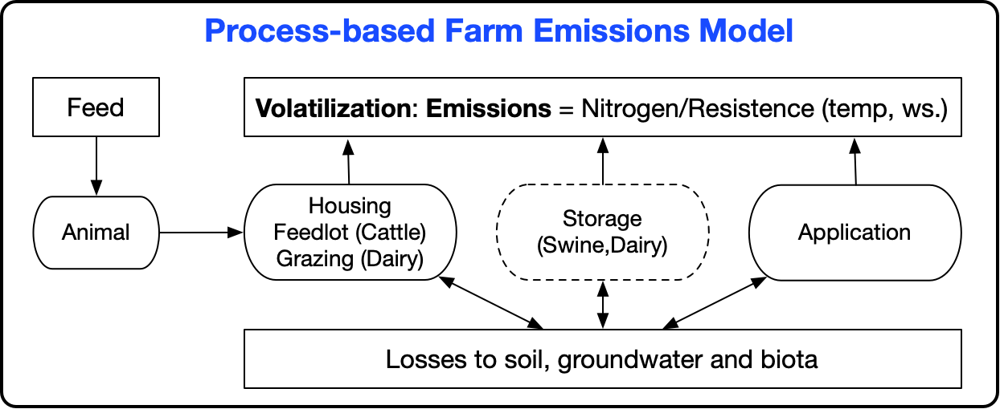 Process-based Farm Emissions Model
Feed
Volatilization: Emissions = Nitrogen/Resistence (temp, ws.)
Animal
Housing
Feedlot (Cattle)
Grazing (Dairy)
Storage
(Swine,Dairy)
Application
Losses to soil, groundwater and biota